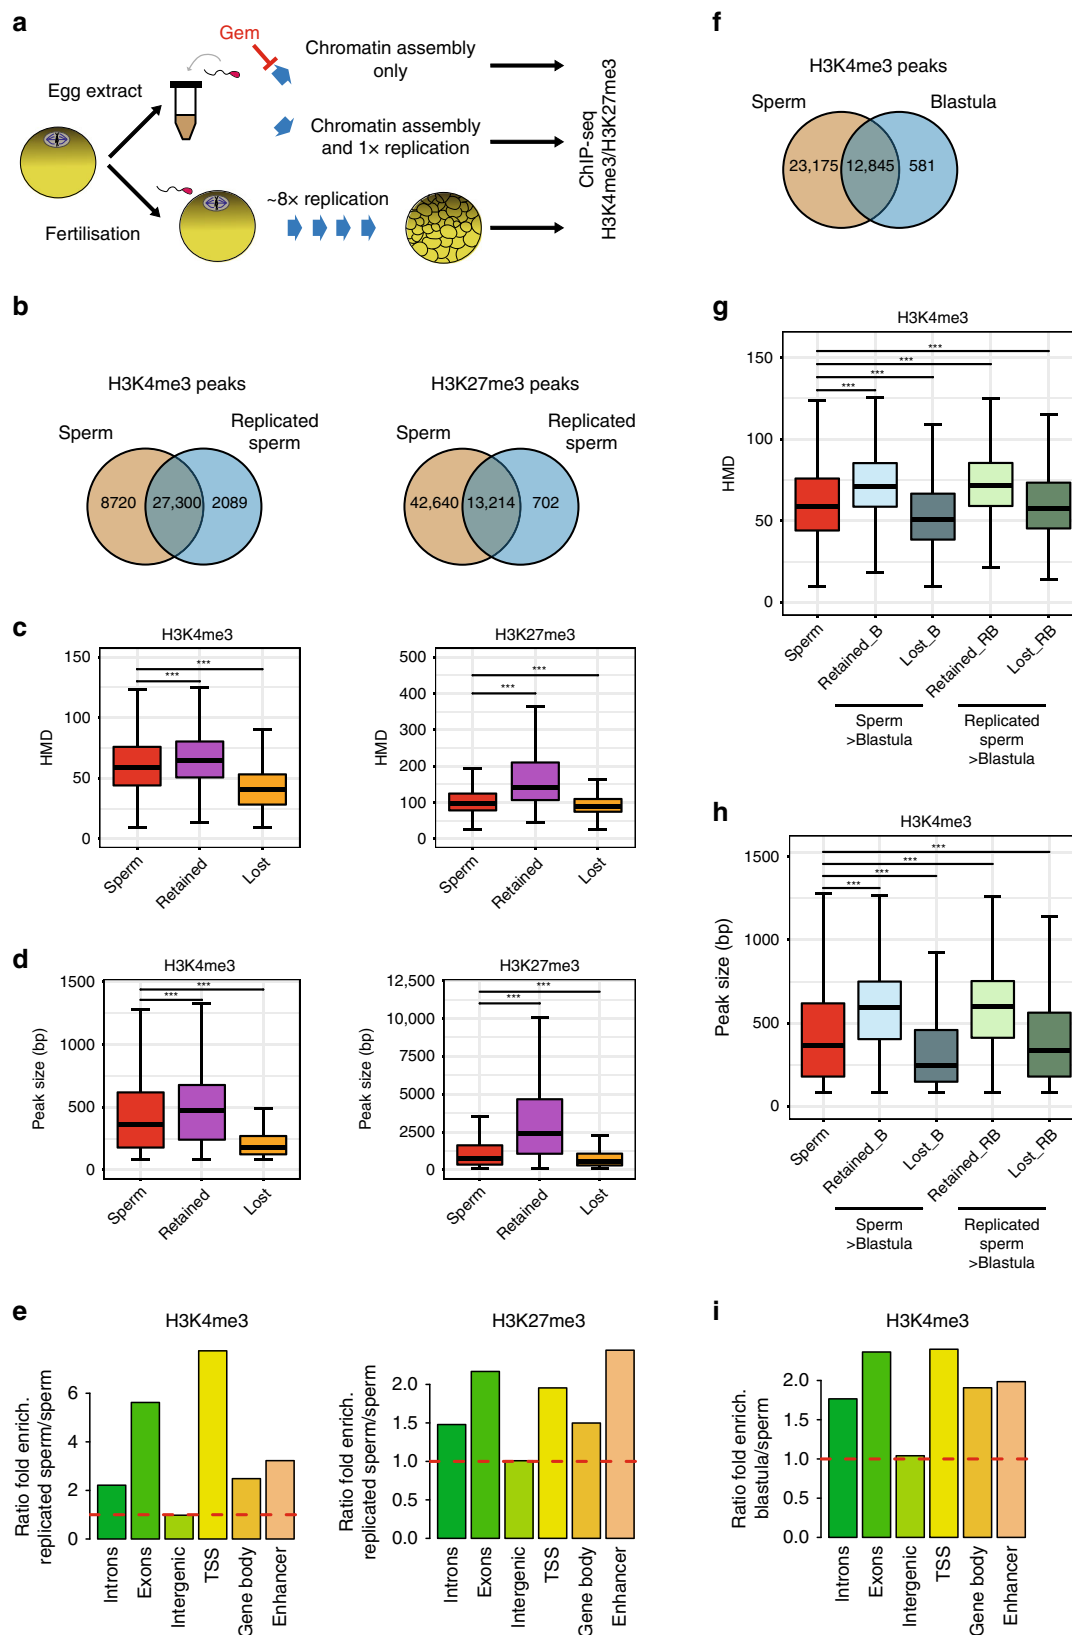 a
Gem
Egg extract
Chromatin assembly
only
Chromatin assembly
and 1× replication
Fertilisation
~8× replication
ChIP-seq
H3K4me3/H3K27me3
b
H3K4me3 peaks
Sperm
Replicated
sperm
8720
27,300
2089
H3K27me3 peaks
Sperm
Replicated
sperm
42,640
13,214
702
c
H3K4me3
HMD
150
100
50
0
***
***
Sperm
Retained
Lost
H3K27me3
HMD
500
400
300
200
100
0
***
***
Sperm
Retained
Lost
d
H3K4me3
Peak size (bp)
1500
1000
500
0
***
***
Sperm
Retained
Lost
H3K27me3
Peak size (bp)
12,500
10,000
7500
5000
2500
0
***
***
Sperm
Retained
Lost
e
H3K4me3
Ratio fold enrich.
replicated sperm/sperm
6
4
2
0
Introns
Exons
Intergenic
TSS
Gene body
Enhancer
H3K27me3
Ratio fold enrich.
replicated sperm/sperm
2.0
1.5
1.0
0.5
0.0
Introns
Exons
Intergenic
TSS
Gene body
Enhancer
f
H3K4me3 peaks
Sperm
Blastula
23,175
12,845
581
g
H3K4me3
HMD
150
100
50
0
***
***
***
***
Sperm
Retained_B
Lost_B
Retained_RB
Lost_RB
Sperm
>Blastula
Replicated
sperm
>Blastula
h
H3K4me3
Peak size (bp)
1500
1000
500
0
***
***
***
***
Sperm
Retained_B
Lost_B
Retained_RB
Lost_RB
Sperm
>Blastula
Replicated
sperm
>Blastula
i
H3K4me3
Ratio fold enrich.
blastula/sperm
2.0
1.5
1.0
0.5
0.0
Introns
Exons
Intergenic
TSS
Gene body
Enhancer